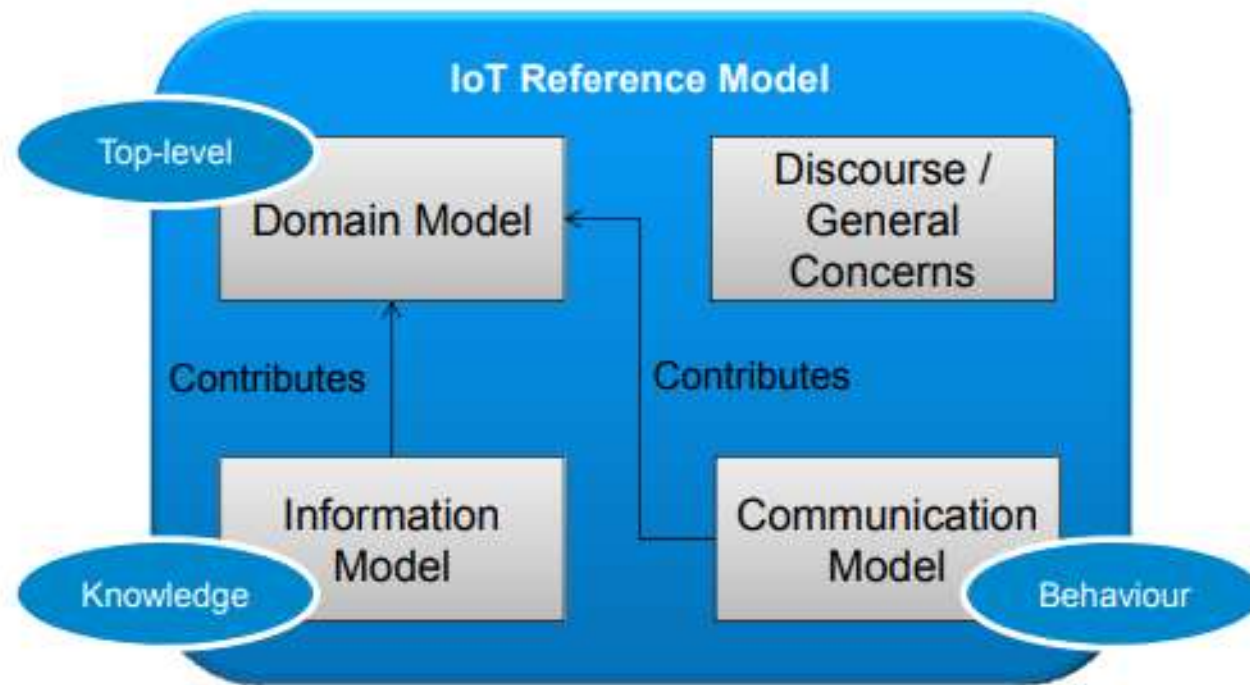 IoT Reference Model
Top-level
Domain Model
Discourse /
General
Concerns
Contributes
Contributes
Information
Model
Communication
Model
Knowledge
Behaviour